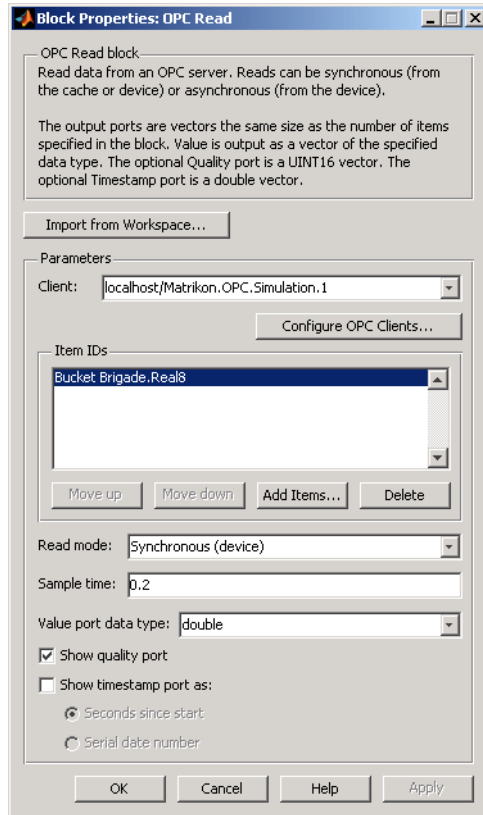 Block Properties: OPC Read
OPC Read block
Read data from an OPC server. Reads can be synchronous (from
the cache or device) or asynchronous (from the device).
The output ports are vectors the same size as the number of items
specified in the block. Value is output as a vector of the specified
data type. The optional Quality port is a UINT16 vector. The
optional Timestamp port is a double vector.
Import from Workspace...
Parameters
Client: localhost/Matrikon.OPC.Simulation.1
Configure OPC Clients...
Item IDs
Bucket Brigade.Real8
Move up Move down Add Items... Delete
Read mode: Synchronous (device)
Sample time: 0.2
Value port data type: double
Show quality port
Show timestamp port as:
Seconds since start
Serial date number
OK Cancel Help Apply